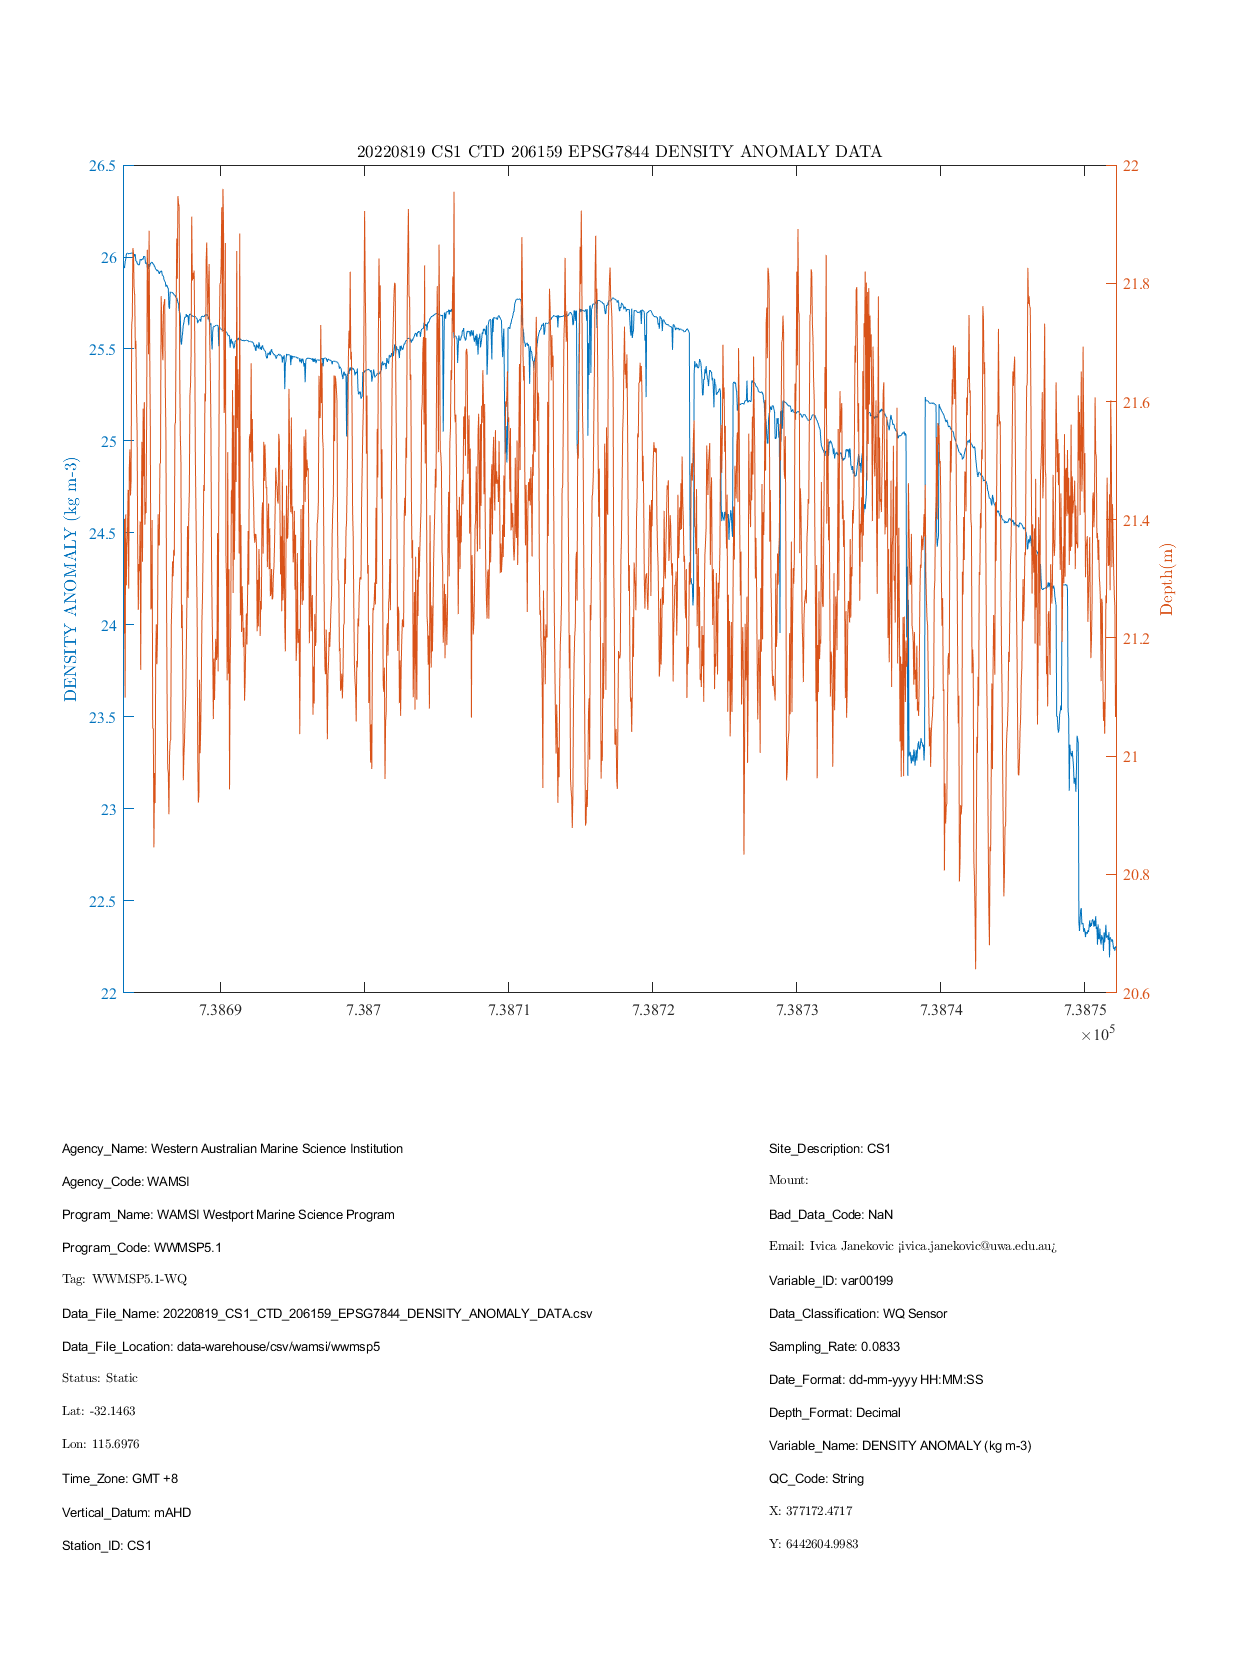 20220819 CS1 CTD 206159 EPSG7844 DENSITY ANOMALY DATA
26.5
26
25.5
25
24.5
24
23.5
23
22.5
22
DENSITY ANOMALY (kg m-3)
22
21.8
21.6
21.4
21.2
21
20.8
20.6
Depth(m)
7.3869 7.387 7.3871 7.3872 7.3873 7.3874 7.3875
×10^5
Agency_Name: Western Australian Marine Science Institution
Agency_Code: WAMSI
Program_Name: WAMSI Westport Marine Science Program
Program_Code: WWMSP5.1
Tag: WWMSP5.1-WQ
Data_File_Name: 20220819_CS1_CTD_206159_EPSG7844_DENSITY_ANOMALY_DATA.csv
Data_File_Location: data-warehouse/csv/wamsi/wwmsp5
Status: Static
Lat: -32.1463
Lon: 115.6976
Time_Zone: GMT +8
Vertical_Datum: mAHD
Station_ID: CS1
Site_Description: CS1
Mount:
Bad_Data_Code: NaN
Email: Ivica Janekovic ¡ivica.janekovic@uwa.edu.au¿
Variable_ID: var00199
Data_Classification: WQ Sensor
Sampling_Rate: 0.0833
Date_Format: dd-mm-yyyy HH:MM:SS
Depth_Format: Decimal
Variable_Name: DENSITY ANOMALY (kg m-3)
QC_Code: String
X: 377172.4717
Y: 6442604.9983